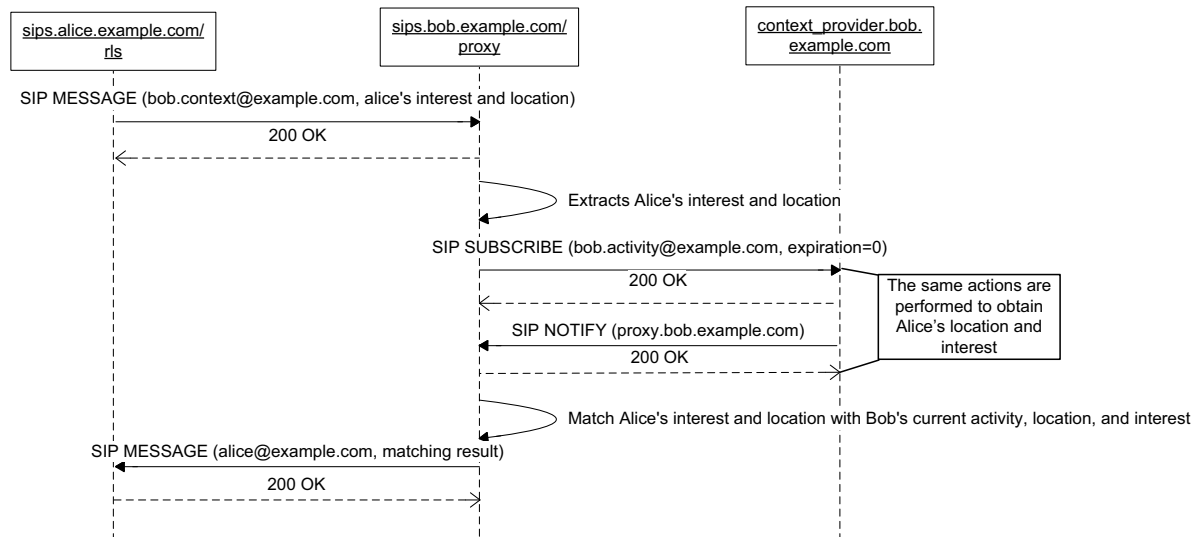 sips.alice.example.com/
rls
sips.bob.example.com/
proxy
context_provider.bob.
example.com
SIP MESSAGE (bob.context@example.com, alice's interest and location)
200 OK
Extracts Alice's interest and location
SIP SUBSCRIBE (bob.activity@example.com, expiration=0)
200 OK
The same actions are
performed to obtain
Alice’s location and
interest
SIP NOTIFY (proxy.bob.example.com)
200 OK
Match Alice's interest and location with Bob's current activity, location, and interest
SIP MESSAGE (alice@example.com, matching result)
200 OK